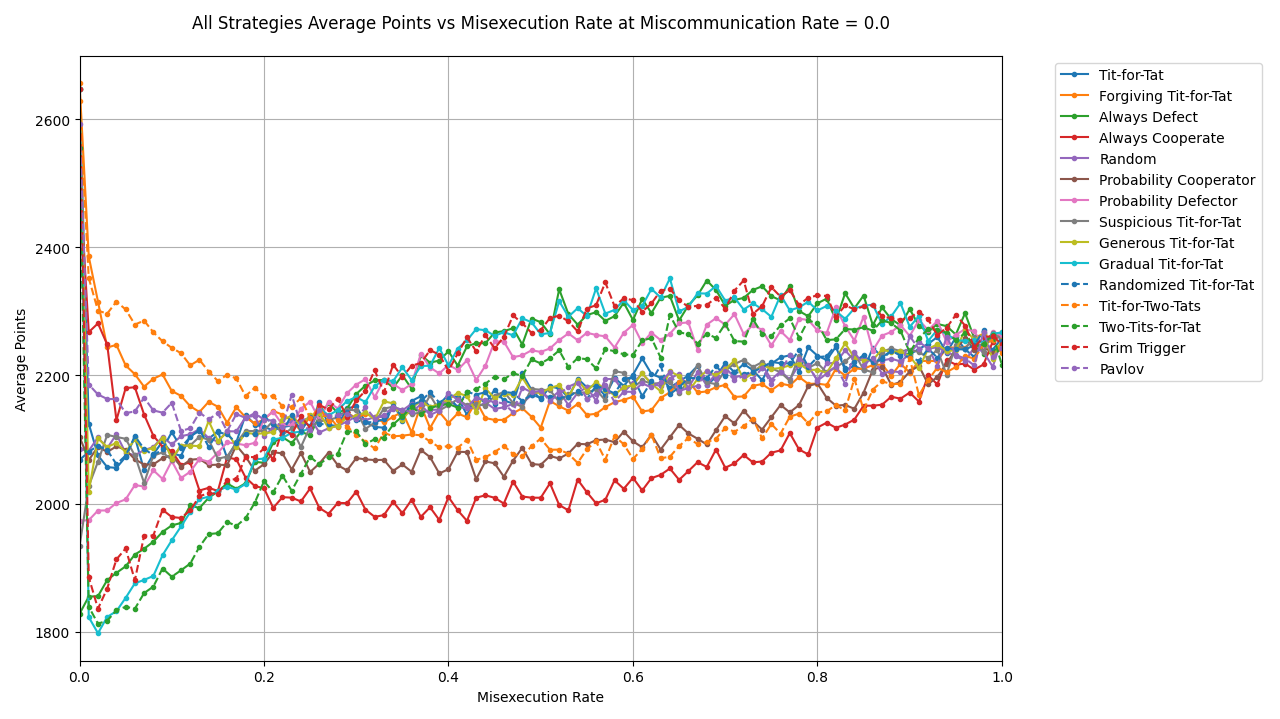 All Strategies Average Points vs Misexecution Rate at Miscommunication Rate = 0.0
Average Points
2600
2400
2200
2000
1800
0.0
0.2
0.4
0.6
0.8
1.0
Misexecution Rate
Tit-for-Tat
Forgiving Tit-for-Tat
Always Defect
Always Cooperate
Random
Probability Cooperator
Probability Defector
Suspicious Tit-for-Tat
Generous Tit-for-Tat
Gradual Tit-for-Tat
Randomized Tit-for-Tat
Tit-for-Two-Tats
Two-Tits-for-Tat
Grim Trigger
Pavlov